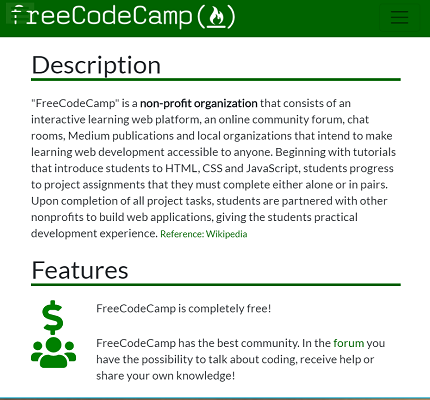 freeCodeCamp(🔥)
Description
"FreeCodeCamp" is a non-profit organization that consists of an
interactive learning web platform, an online community forum, chat
rooms, Medium publications and local organizations that intend to make
learning web development accessible to anyone. Beginning with tutorials
that introduce students to HTML, CSS and JavaScript, students progress
to project assignments that they must complete either alone or in pairs.
Upon completion of all project tasks, students are partnered with other
nonprofits to build web applications, giving the students practical
development experience. Reference: Wikipedia
Features
FreeCodeCamp is completely free!
FreeCodeCamp has the best community. In the forum you
have the possibility to talk about coding, receive help or
share your own knowledge!